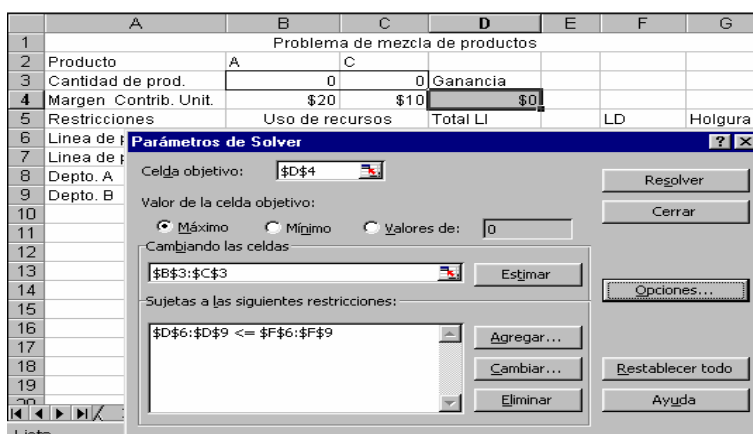 A B C D E F G
1 Problema de mezcla de productos
2 Producto A C
3 Cantidad de prod. 0 0 Ganancia
4 Margen Contrib. Unit. $20 $10 $0
5 Restricciones Uso de recursos Total LI LD Holgura
6 Linea de
7 Linea de
8 Depto. A
9 Depto. B
10
11
12
13
14
15
16
17
18
19
Parámetros de Solver
Celda objetivo: $D$4
Resolver
Valor de la celda objetivo:
Cerrar
Máximo Mínimo Valores de: 0
Cambiando las celdas
$B$3:$C$3 Estimar
Opciones...
Sujetas a las siguientes restricciones:
$D$6:$D$9 <= $F$6:$F$9
Agregar...
Cambiar...
Restablecer todo
Eliminar
Ayuda